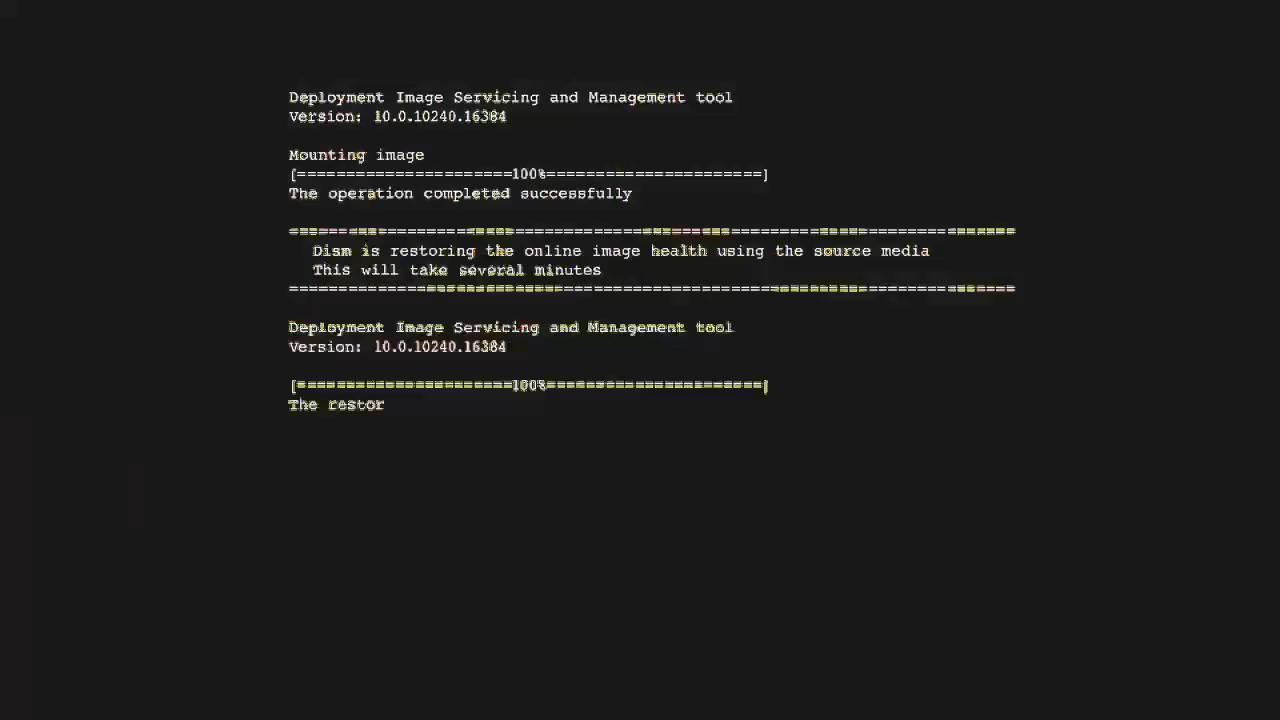 Deployment Image Servicing and Management tool
Version: 10.0.10240.16384
Mounting image
[======================100%======================]
The operation completed successfully
===========================================================================
Dism is restoring the online image health using the source media
This will take several minutes
===========================================================================
Deployment Image Servicing and Management tool
Version: 10.0.10240.16384
[======================100%======================]
The restor